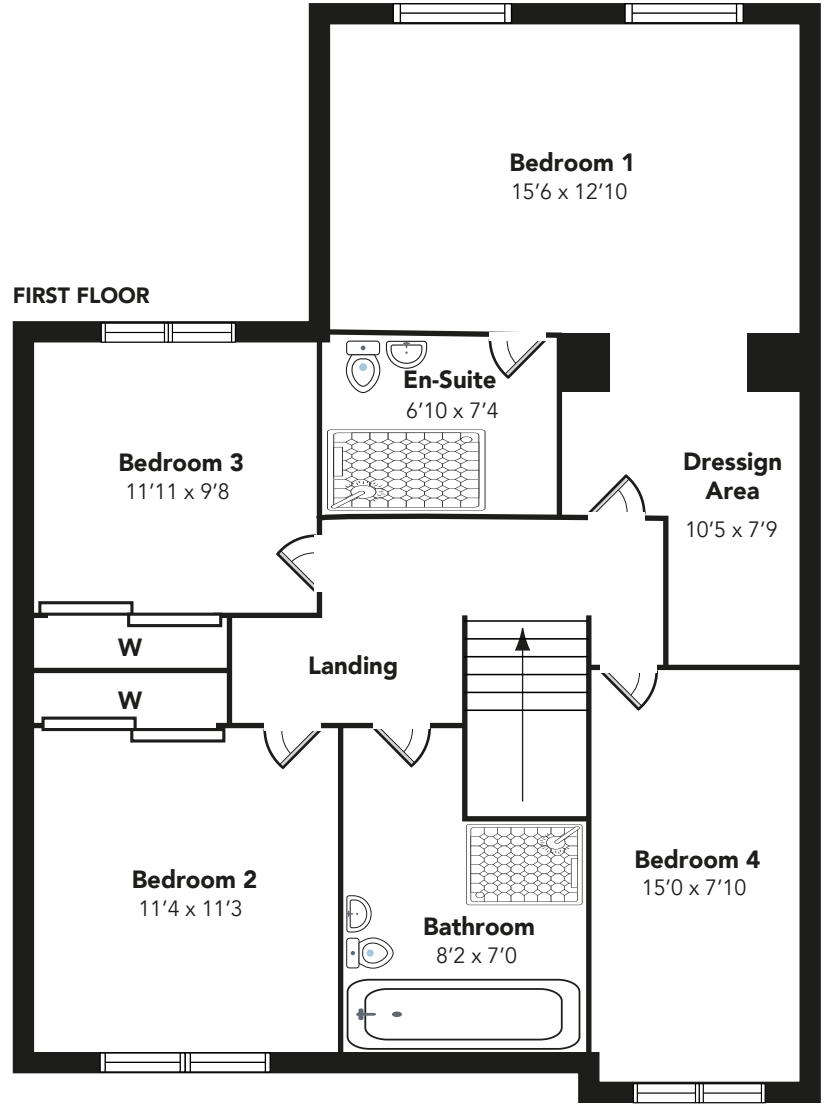 Bedroom 1
15’6 x 12’10
FIRST FLOOR
En-Suite
6’10 x 7’4
Bedroom 3
11’11 x 9’8
Dressign
Area
10’5 x 7’9
W
Landing
W
Bedroom 2
11’4 x 11’3
Bedroom 4
15’0 x 7’10
Bathroom
8’2 x 7’0